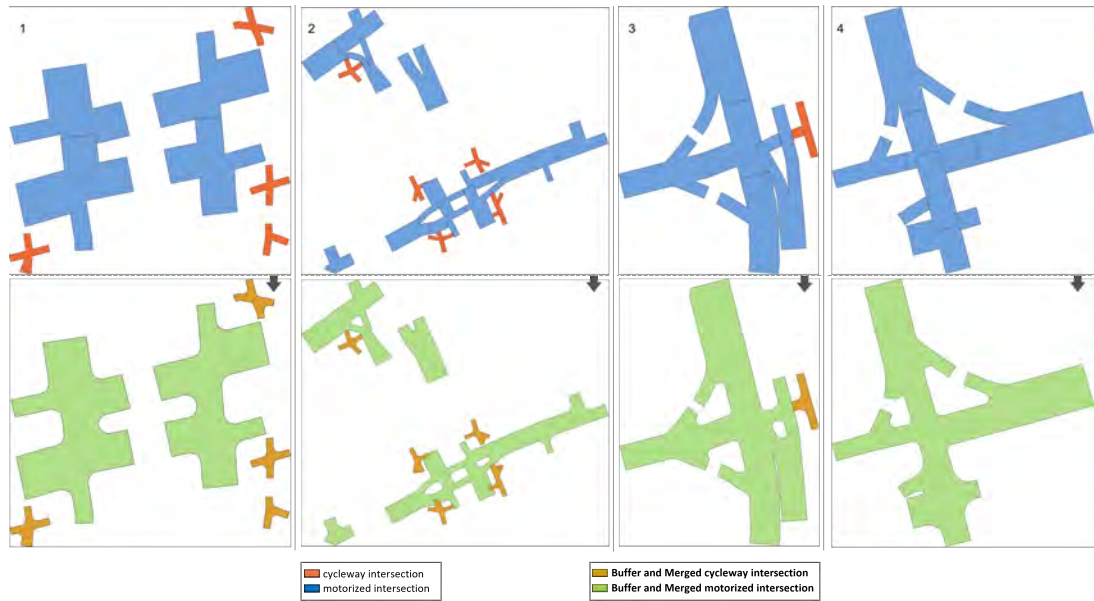 1
2
3
4
cycleway intersection
motorized intersection
Buffer and Merged cycleway intersection
Buffer and Merged motorized intersection